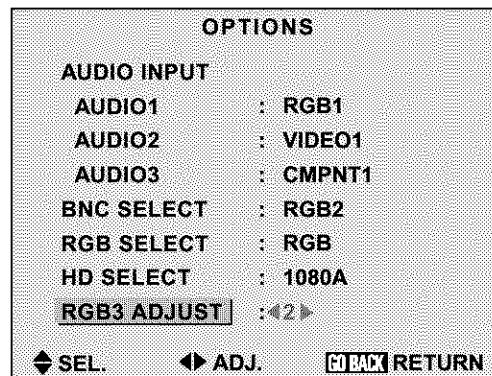 OPTIONS
AUDIO INPUT
AUDIO1 : RGB1
AUDIO2 : VIDEO1
AUDIO3 : CMPNT1
BNC SELECT : RGB2
RGB SELECT : RGB
HD SELECT : 1080A
RGB3 ADJUST : ◀2▶
SEL. ADJ. GO BACK RETURN